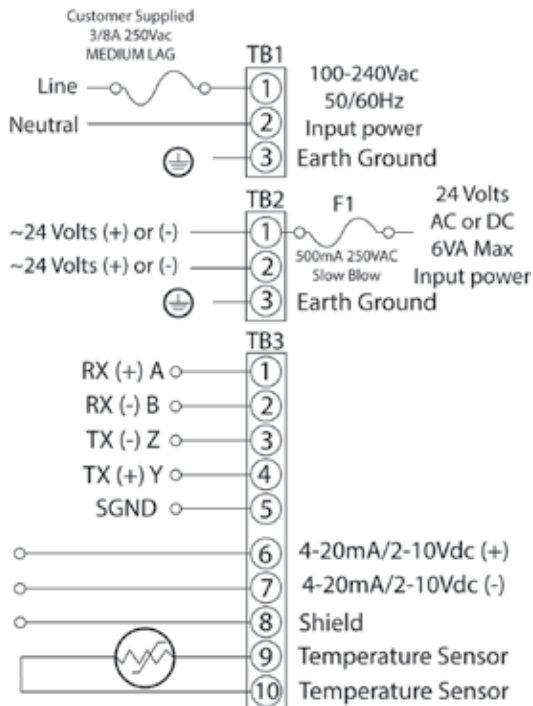 Customer Supplied
3/8A 250Vac
MEDIUM LAG
TB1
Line
1
100-240Vac
50/60Hz
Input power
Neutral
2
3
Earth Ground
TB2
~24 Volts (+) or (-)
1
F1
500mA 250VAC
Slow Blow
24 Volts
AC or DC
6VA Max
Input power
~24 Volts (+) or (-)
2
3
Earth Ground
TB3
RX (+) A
1
RX (-) B
2
TX (-) Z
3
TX (+) Y
4
SGND
5
6
4-20mA/2-10Vdc (+)
7
4-20mA/2-10Vdc (-)
8
Shield
9
Temperature Sensor
10
Temperature Sensor